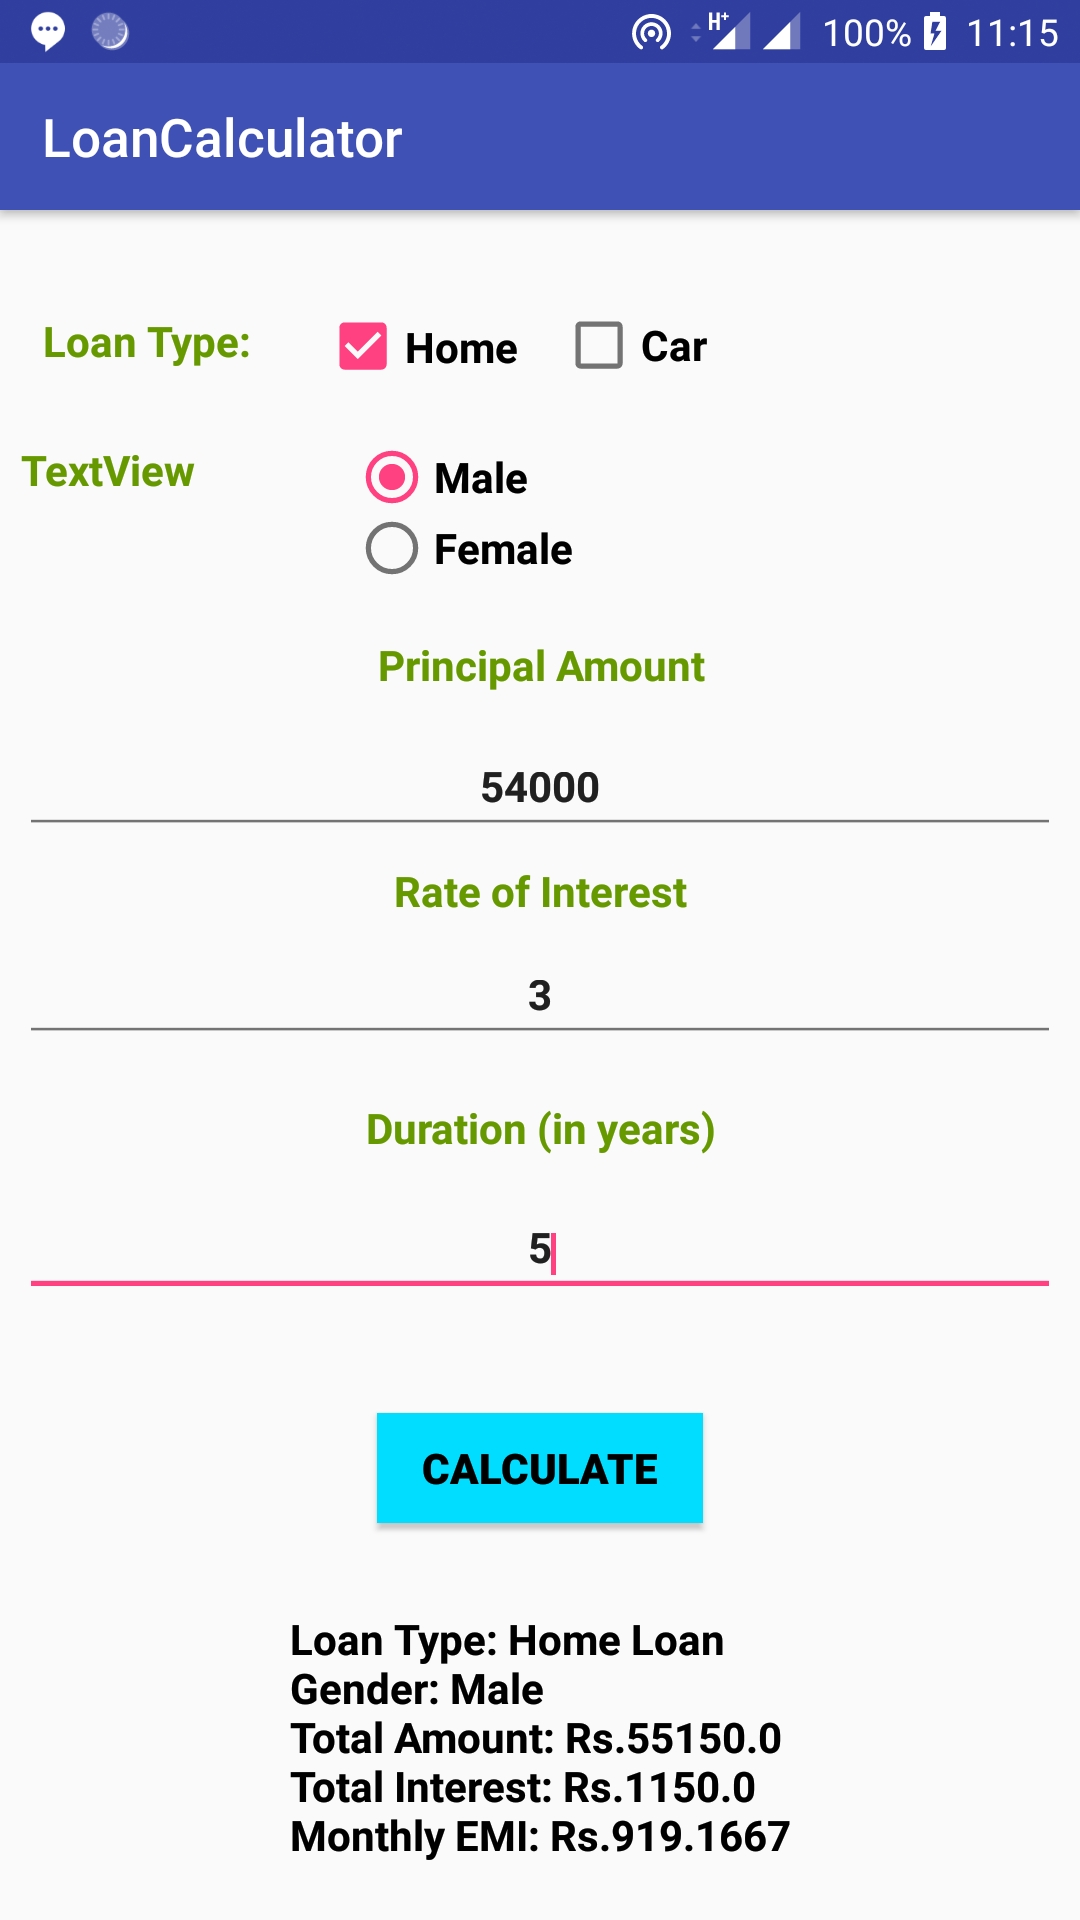 H+ 100% 11:15
LoanCalculator
Loan Type: Home Car
TextView Male
Female
Principal Amount
54000
Rate of Interest
3
Duration (in years)
5
CALCULATE
Loan Type: Home Loan
Gender: Male
Total Amount: Rs.55150.0
Total Interest: Rs.1150.0
Monthly EMI: Rs.919.1667